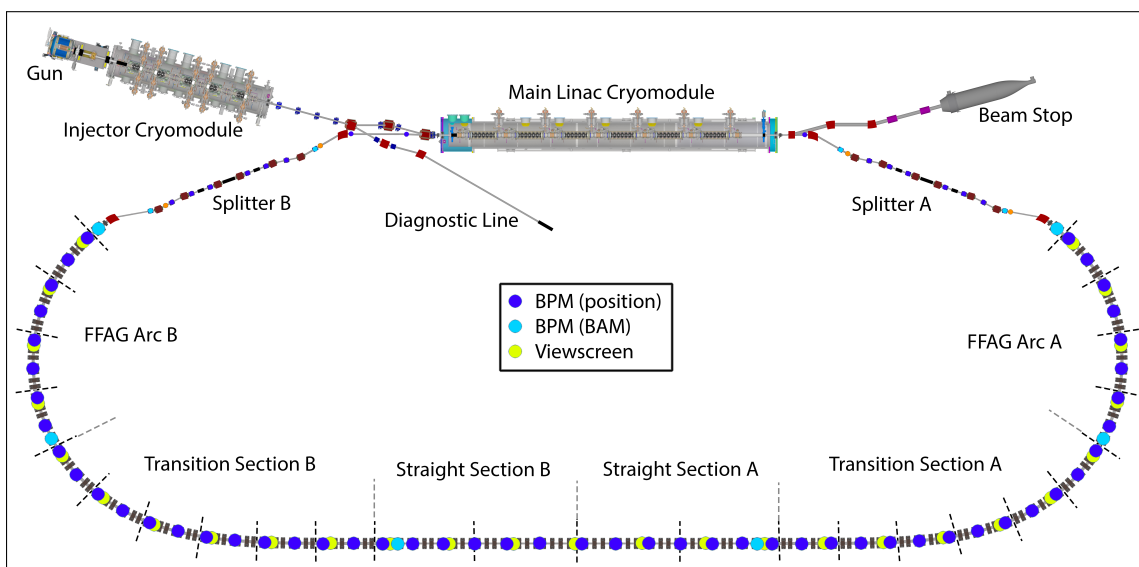 Gun
Injector Cryomodule
Main Linac Cryomodule
Beam Stop
Splitter B
Diagnostic Line
Splitter A
BPM (position)
BPM (BAM)
Viewscreen
FFAG Arc B
FFAG Arc A
Transition Section B
Straight Section B
Straight Section A
Transition Section A